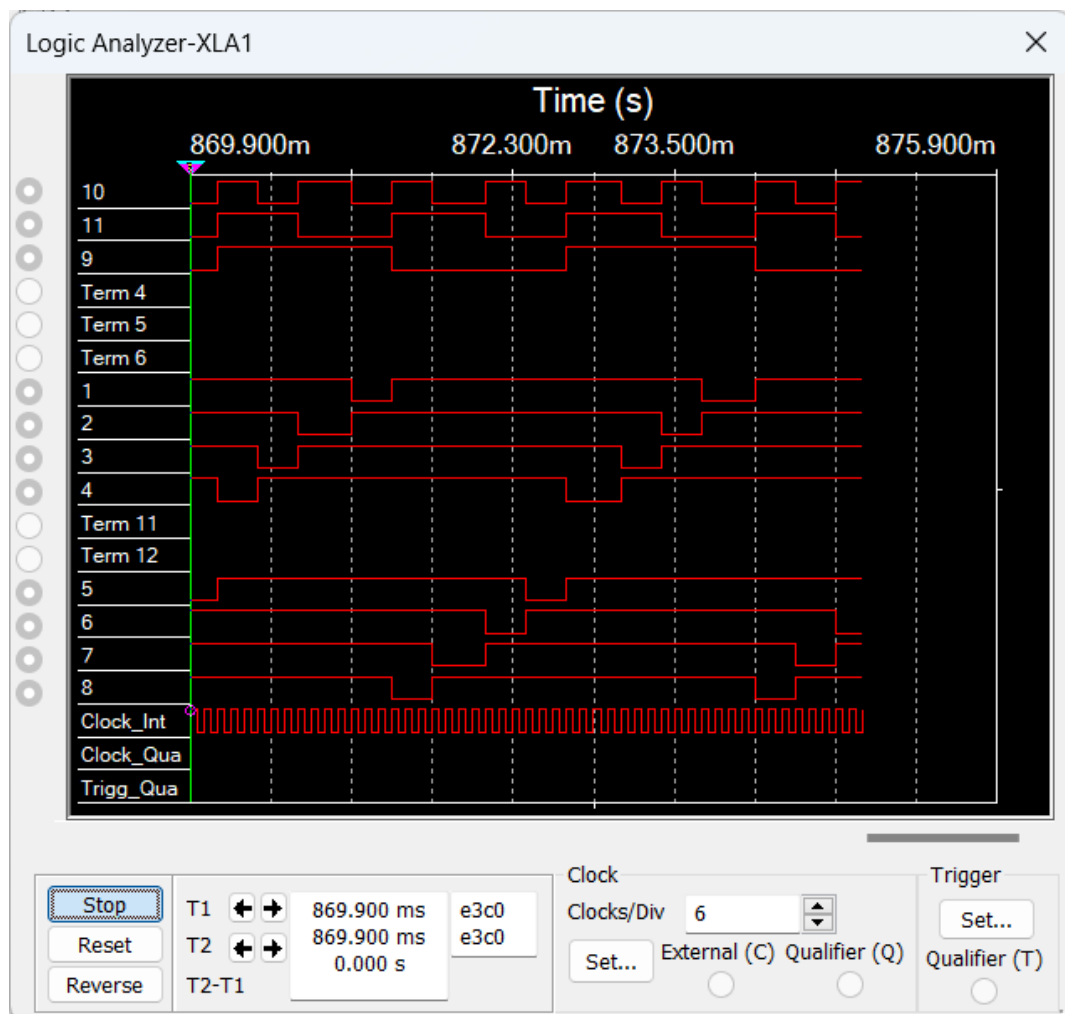 Logic Analyzer-XLA1
Time (s)
869.900m 872.300m 873.500m 875.900m
10
11
9
Term 4
Term 5
Term 6
1
2
3
4
Term 11
Term 12
5
6
7
8
Clock_Int
Clock_Qua
Trigg_Qua
Stop
Reset
Reverse
T1 869.900 ms e3c0
T2 869.900 ms e3c0
T2-T1 0.000 s
Clock
Clocks/Div 6
Set... External (C) Qualifier (Q)
Trigger
Set...
Qualifier (T)